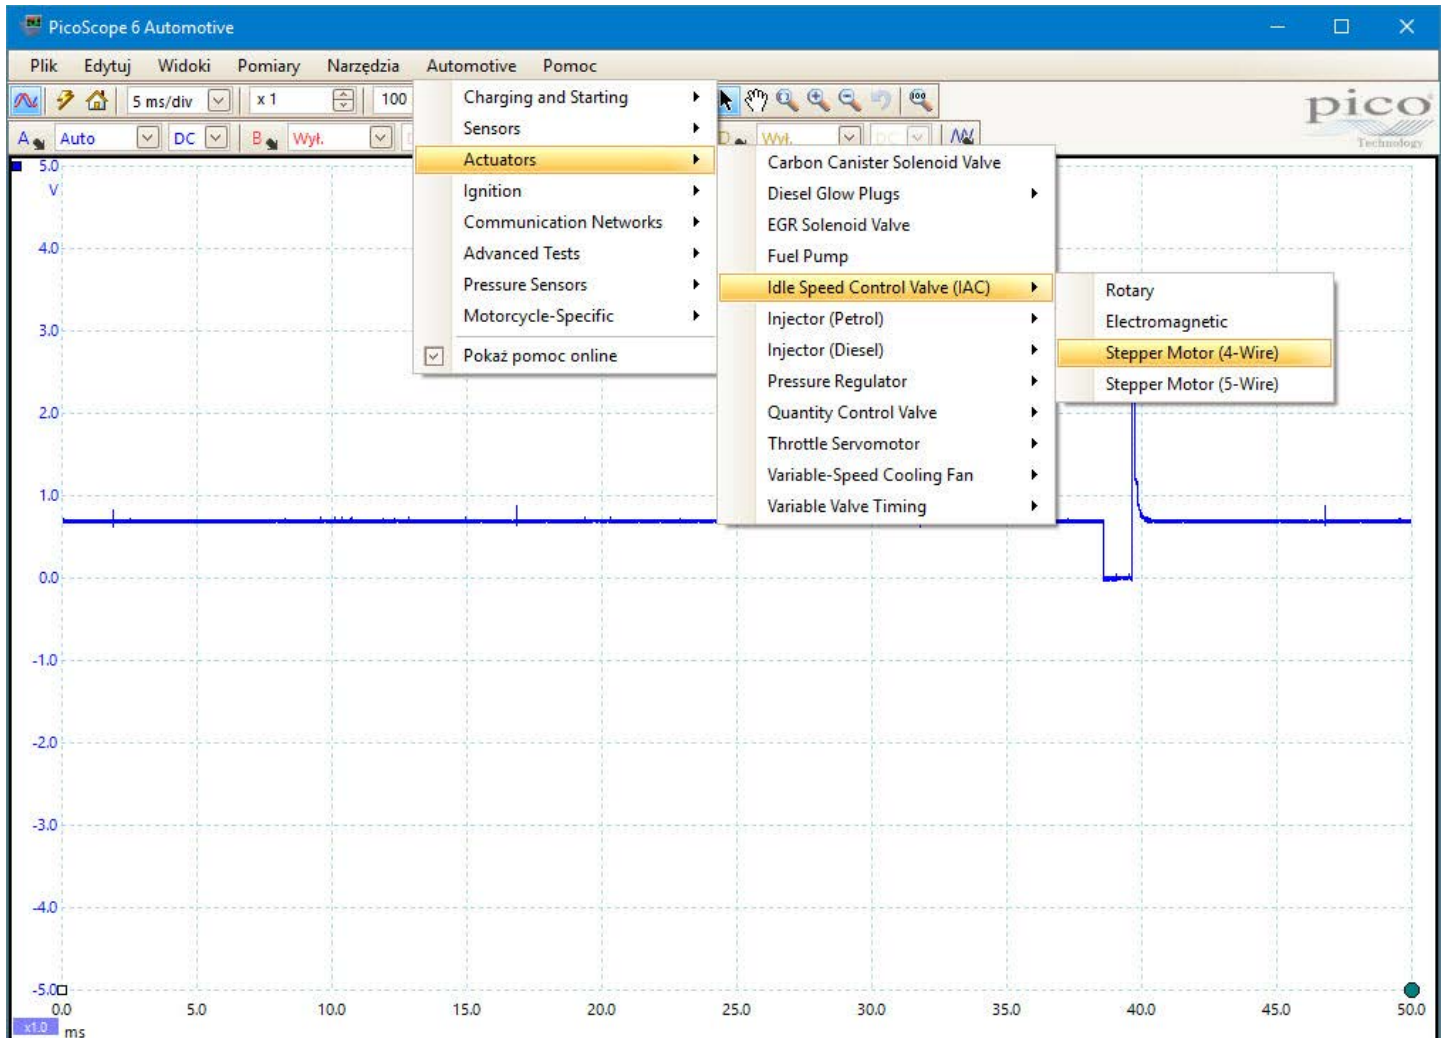 PicoScope 6 Automotive
Plik Edytuj Widoki Pomiary Narzędzia Automotive Pomoc
5 ms/div x 1 100
pico
Technology
A Auto DC B Wył. D Wył. DC
Charging and Starting
Sensors
Actuators
Ignition
Communication Networks
Advanced Tests
Pressure Sensors
Motorcycle-Specific
Pokaż pomoc online
Carbon Canister Solenoid Valve
Diesel Glow Plugs
EGR Solenoid Valve
Fuel Pump
Idle Speed Control Valve (IAC)
Injector (Petrol)
Injector (Diesel)
Pressure Regulator
Quantity Control Valve
Throttle Servomotor
Variable-Speed Cooling Fan
Variable Valve Timing
Rotary
Electromagnetic
Stepper Motor (4-Wire)
Stepper Motor (5-Wire)
5.0
V
4.0
3.0
2.0
1.0
0.0
-1.0
-2.0
-3.0
-4.0
-5.0
0.0 5.0 10.0 15.0 20.0 25.0 30.0 35.0 40.0 45.0 50.0
x1.0 ms